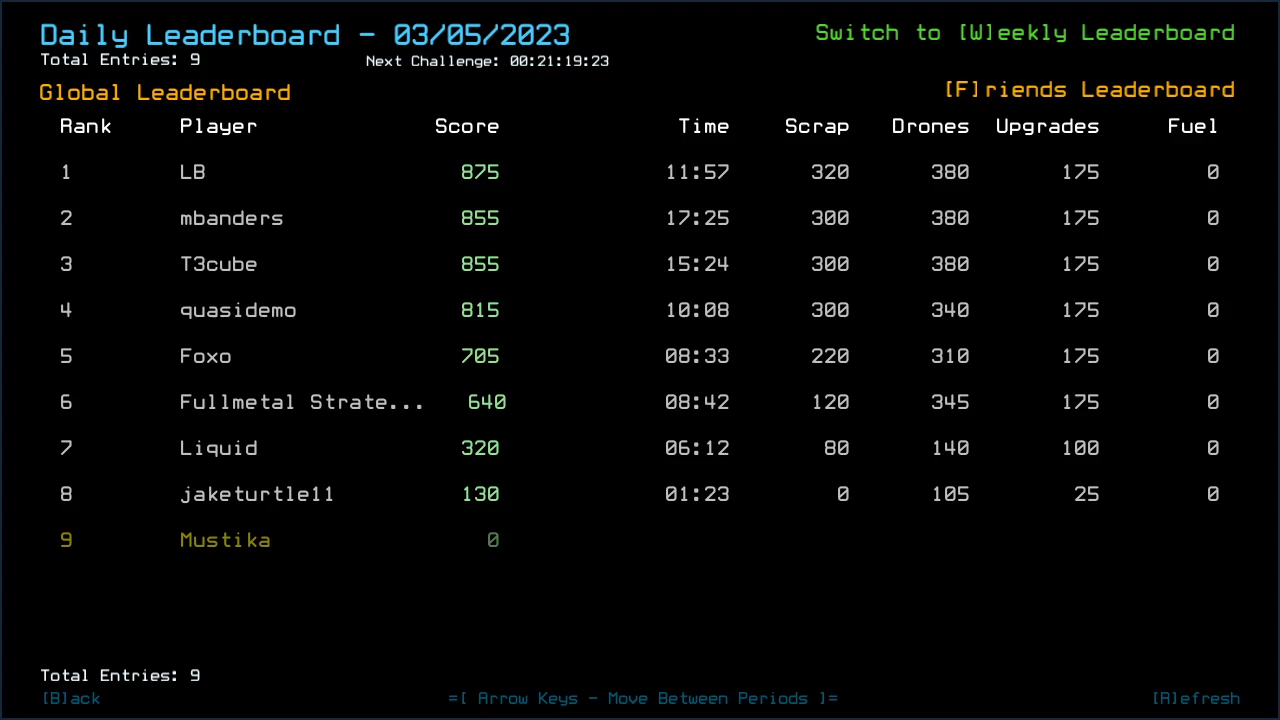 Daily Leaderboard - 03/05/2023 Switch to [W]eekly Leaderboard
Total Entries: 9 Next Challenge: 00:21:19:23
Global Leaderboard [F]riends Leaderboard
Rank Player Score Time Scrap Drones Upgrades Fuel
1 LB 875 11:57 320 380 175 0
2 mbanders 855 17:25 300 380 175 0
3 T3cube 855 15:24 300 380 175 0
4 quasidemo 815 10:08 300 340 175 0
5 Foxo 705 08:33 220 310 175 0
6 Fullmetal Strate... 640 08:42 120 345 175 0
7 Liquid 320 06:12 80 140 100 0
8 jaketurtle11 130 01:23 0 105 25 0
9 Mustika 0
Total Entries: 9
[B]ack =[ Arrow Keys - Move Between Periods ]= [R]efresh